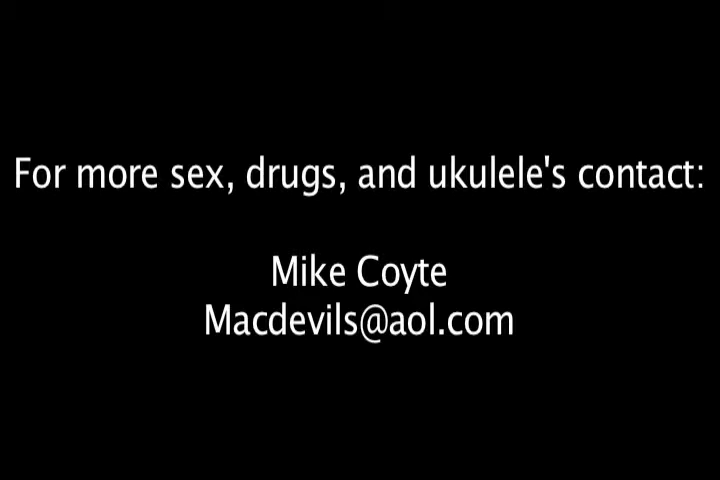 For more sex, drugs, and ukulele's contact:
Mike Coyte
Macdevils@aol.com